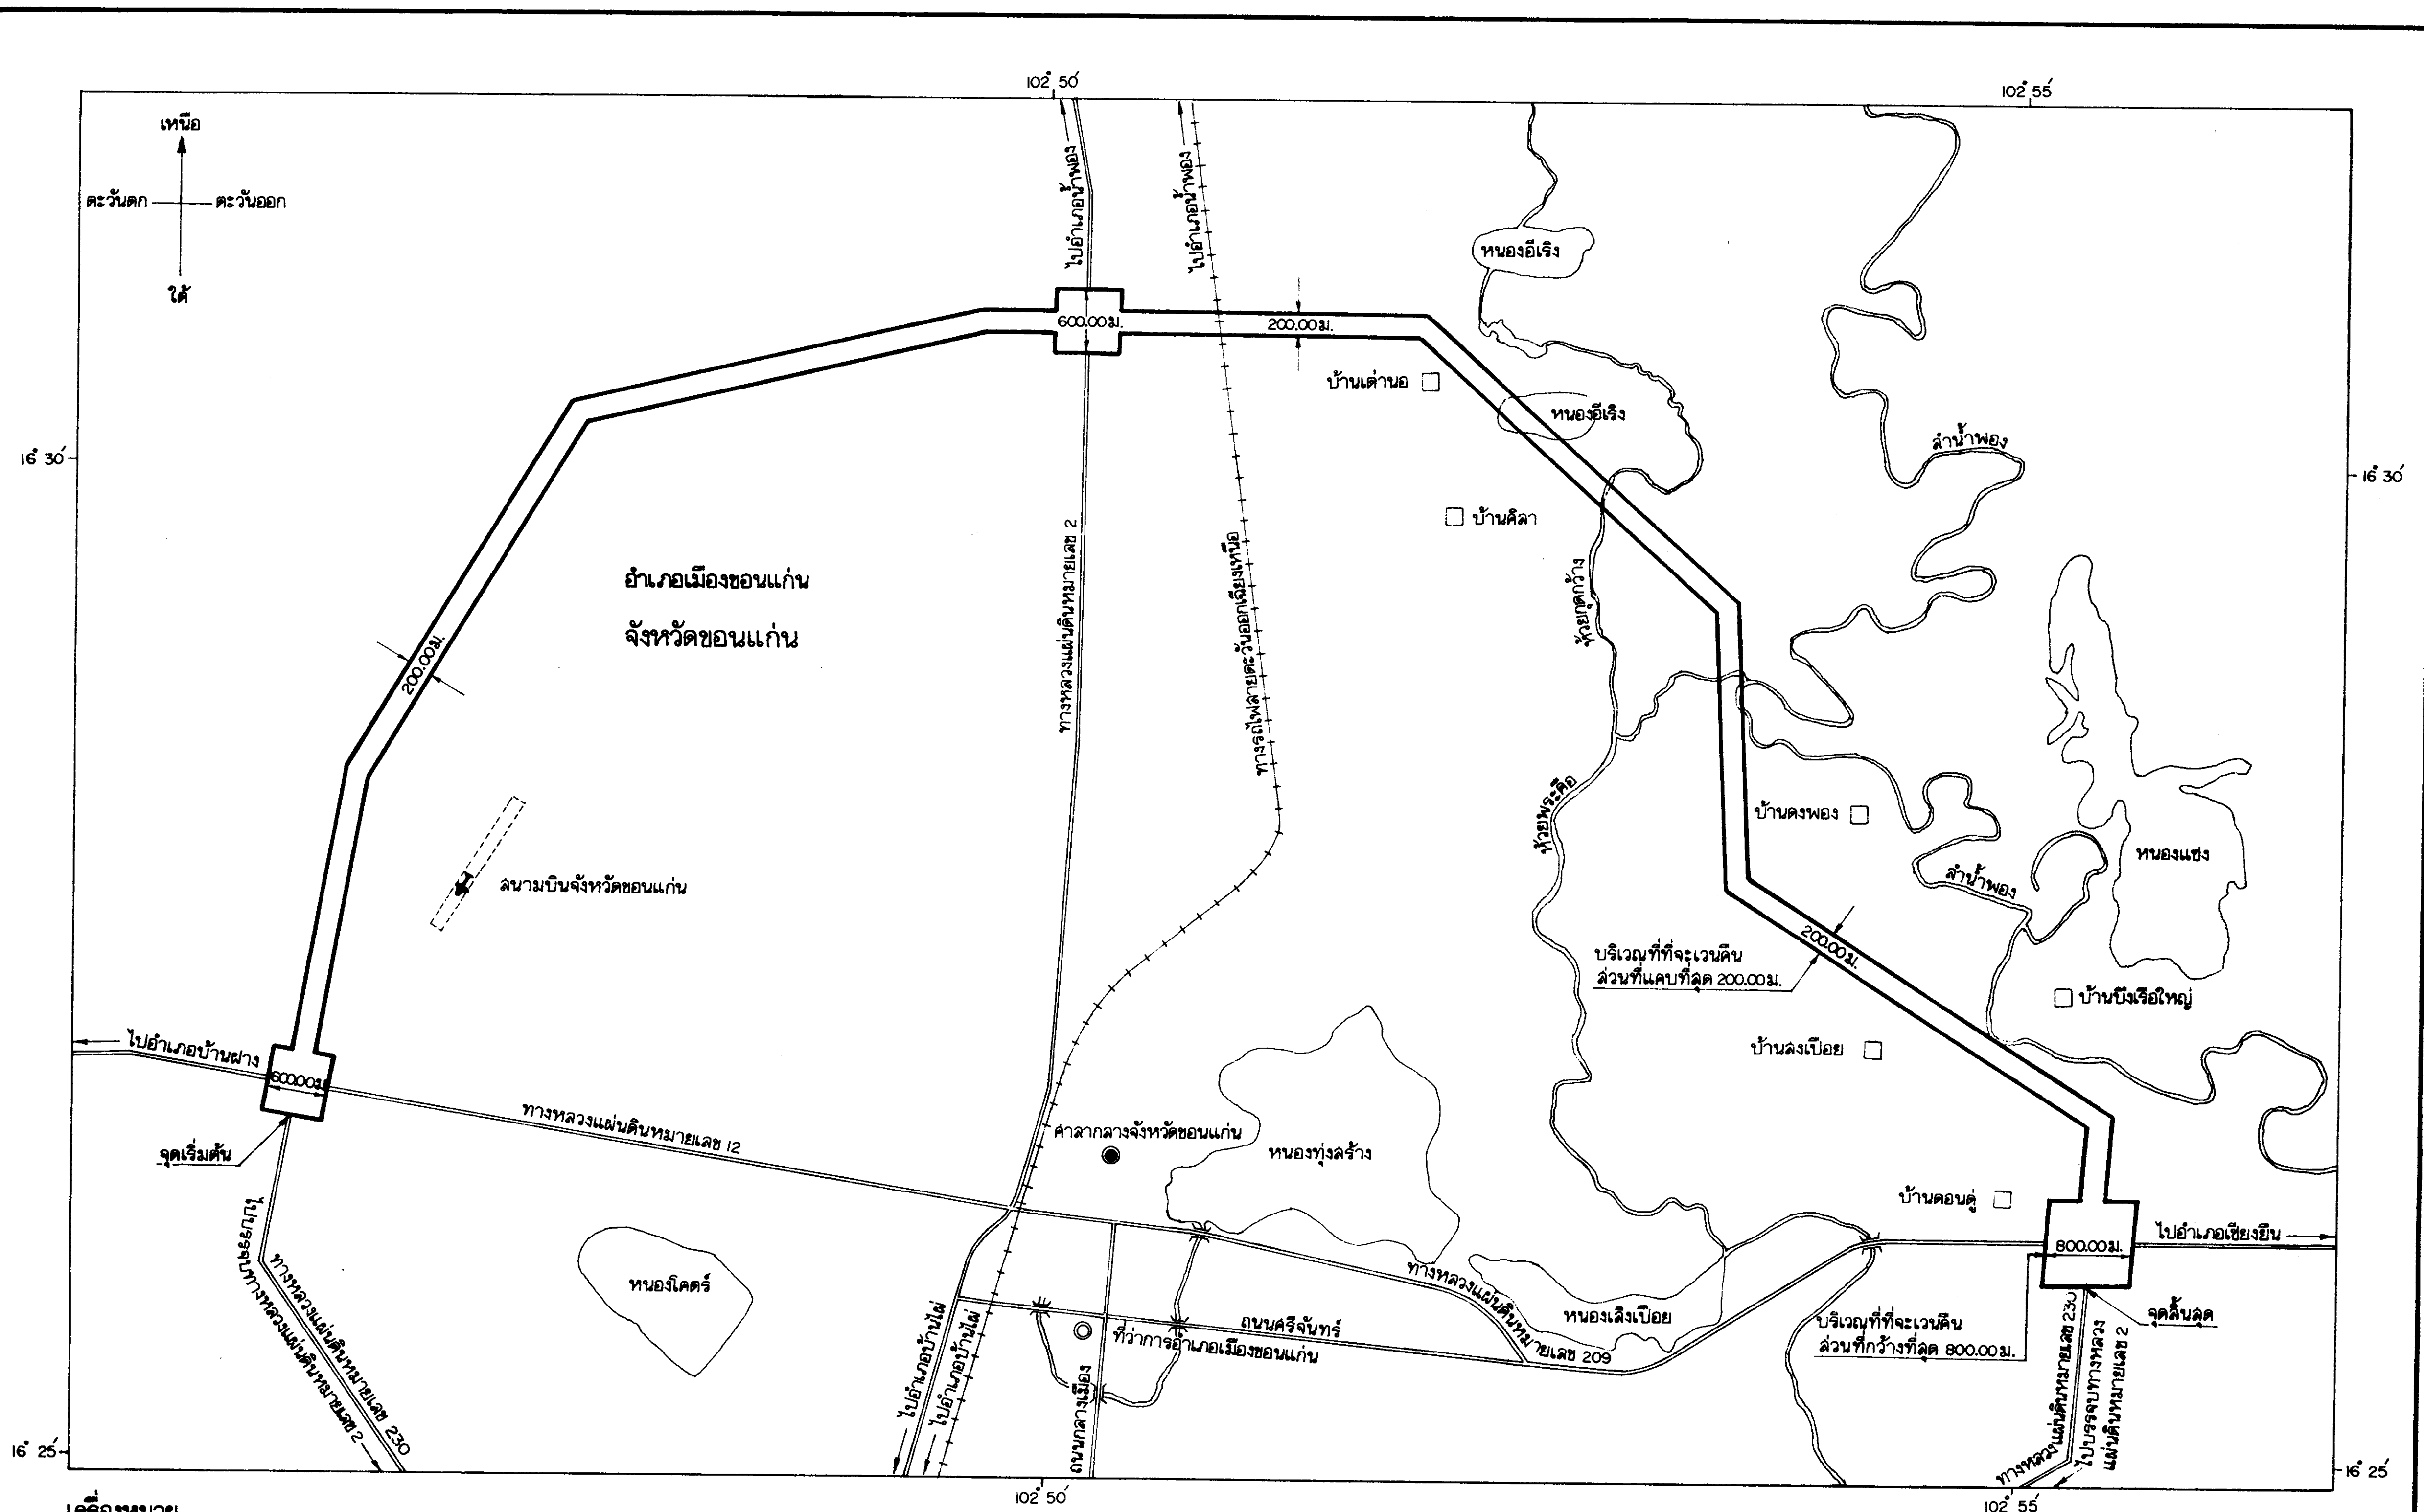 102° 50′
102° 55′
เหนือ
ตะวันตก
ตะวันออก
ใต้
ไปอำเภอน้ำพอง
ไปอำเภอน้ำพอง
หนองอีเริง
600.00 ม.
200.00 ม.
บ้านเต่านอ
หนองอีเริง
ลำน้ำพอง
16° 30′
16° 30′
บ้านศิลา
ทางหลวงแผ่นดินหมายเลข 2
ทางรถไฟสายตะวันออกเฉียงเหนือ
ห้วยกุดกว้าง
อำเภอเมืองขอนแก่น
จังหวัดขอนแก่น
200.00 ม.
ห้วยพระคือ
บ้านดงพอง
หนองแซง
ลำน้ำพอง
สนามบินจังหวัดขอนแก่น
200.00 ม.
บริเวณที่ที่จะเวนคืน
ส่วนที่แคบที่สุด 200.00 ม.
บ้านบึงเรือใหญ่
ไปอำเภอบ้านฝาง
บ้านสงเปือย
600.00 ม.
ทางหลวงแผ่นดินหมายเลข 12
ศาลากลางจังหวัดขอนแก่น
หนองทุ่งสร้าง
จุดเริ่มต้น
บ้านดอนดู่
ไปบรรจบทางหลวงแผ่นดินหมายเลข 2
ทางหลวงแผ่นดินหมายเลข 230
ไปอำเภอเชียงยืน
800.00 ม.
หนองโคตร์
ทางหลวงแผ่นดินหมายเลข 209
หนองเลิงเปือย
ถนนศรีจันทร์
ที่ว่าการอำเภอเมืองขอนแก่น
บริเวณที่ที่จะเวนคืน
ส่วนที่กว้างที่สุด 800.00 ม.
จุดสิ้นสุด
ไปอำเภอบ้านไผ่
ไปอำเภอบ้านไผ่
ถนนกลางเมือง
ทางหลวงแผ่นดินหมายเลข 230
ไปบรรจบทางหลวง
แผ่นดินหมายเลข 2
16° 25′
16° 25′
102° 50′
102° 55′
เครื่องหมาย